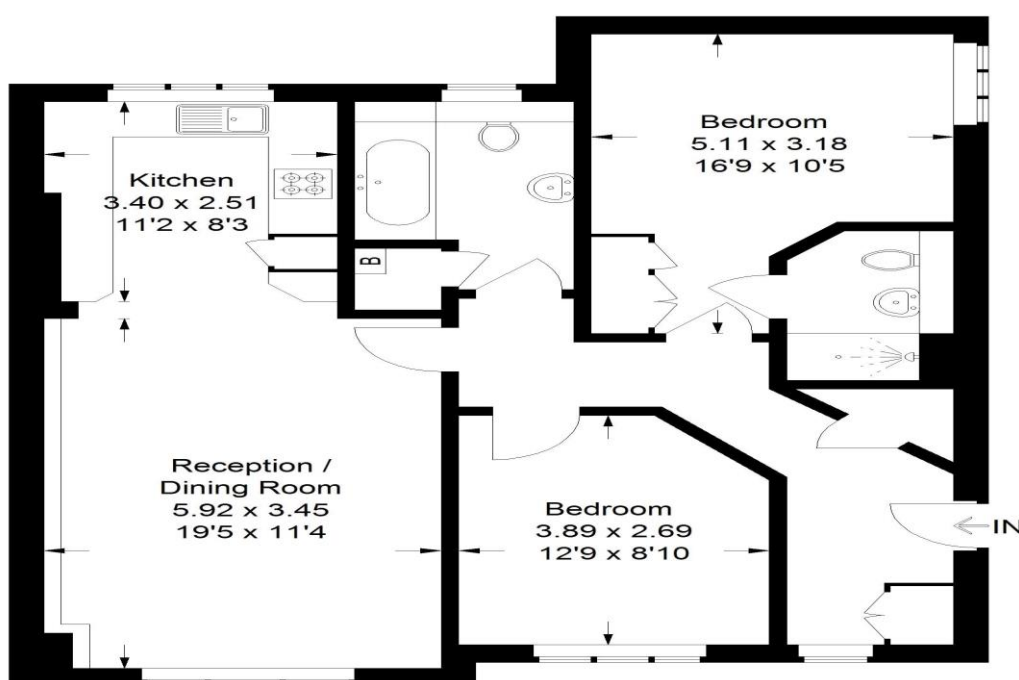 Kitchen
3.40 x 2.51
11'2 x 8'3
B
Bedroom
5.11 x 3.18
16'9 x 10'5
Reception /
Dining Room
5.92 x 3.45
19'5 x 11'4
Bedroom
3.89 x 2.69
12'9 x 8'10
IN